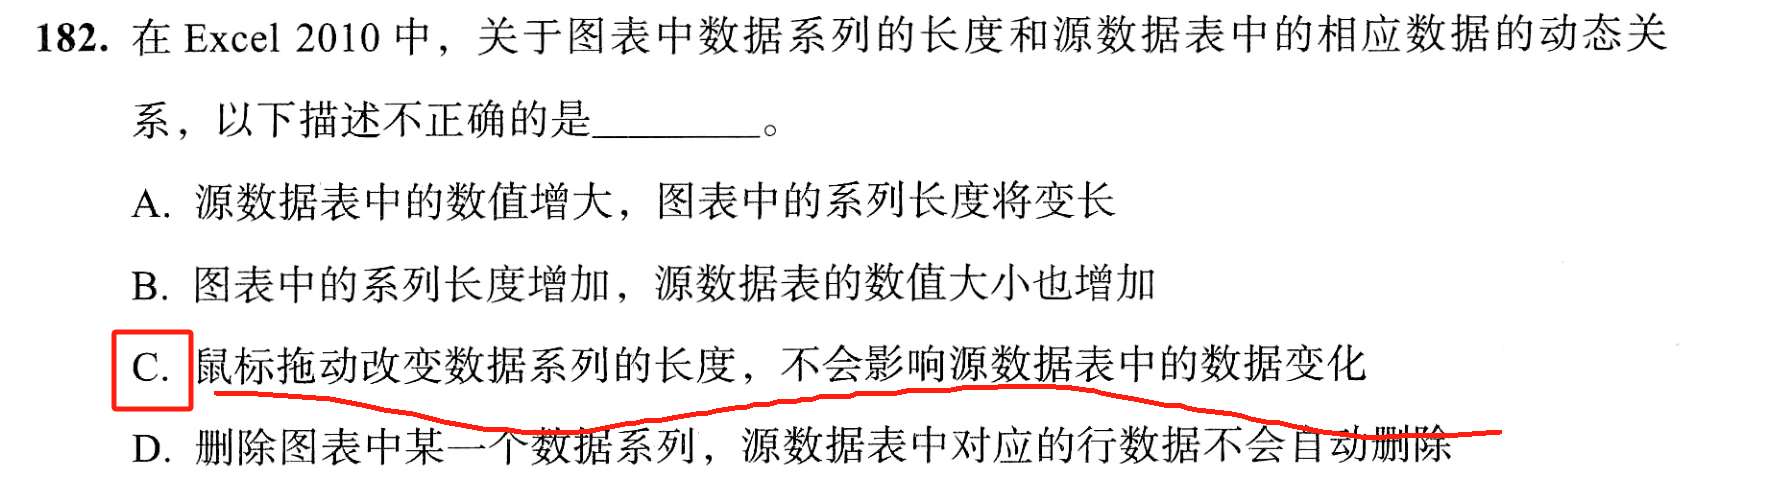 182. 在 Excel 2010 中，关于图表中数据系列的长度和源数据表中的相应数据的动态关
系，以下描述不正确的是________。
A. 源数据表中的数值增大，图表中的系列长度将变长
B. 图表中的系列长度增加，源数据表的数值大小也增加
C. 鼠标拖动改变数据系列的长度，不会影响源数据表中的数据变化
D. 删除图表中某一个数据系列，源数据表中对应的行数据不会自动删除